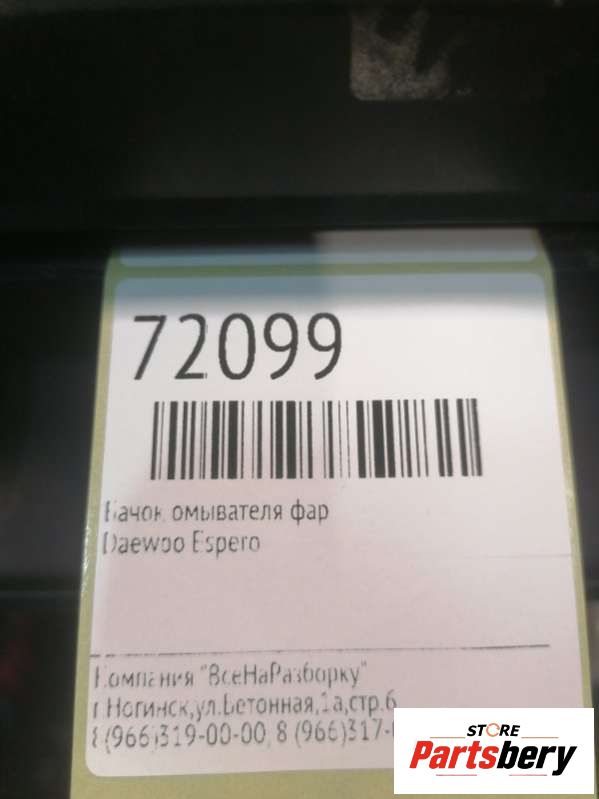 72099
Бачок омывателя фар
Daewoo Espero
Компания "ВсеНаРазборку"
г.Ногинск,ул.Бетонная,1а,стр.6
8(966)319-00-00, 8 (966)317-
STORE
Partsbery